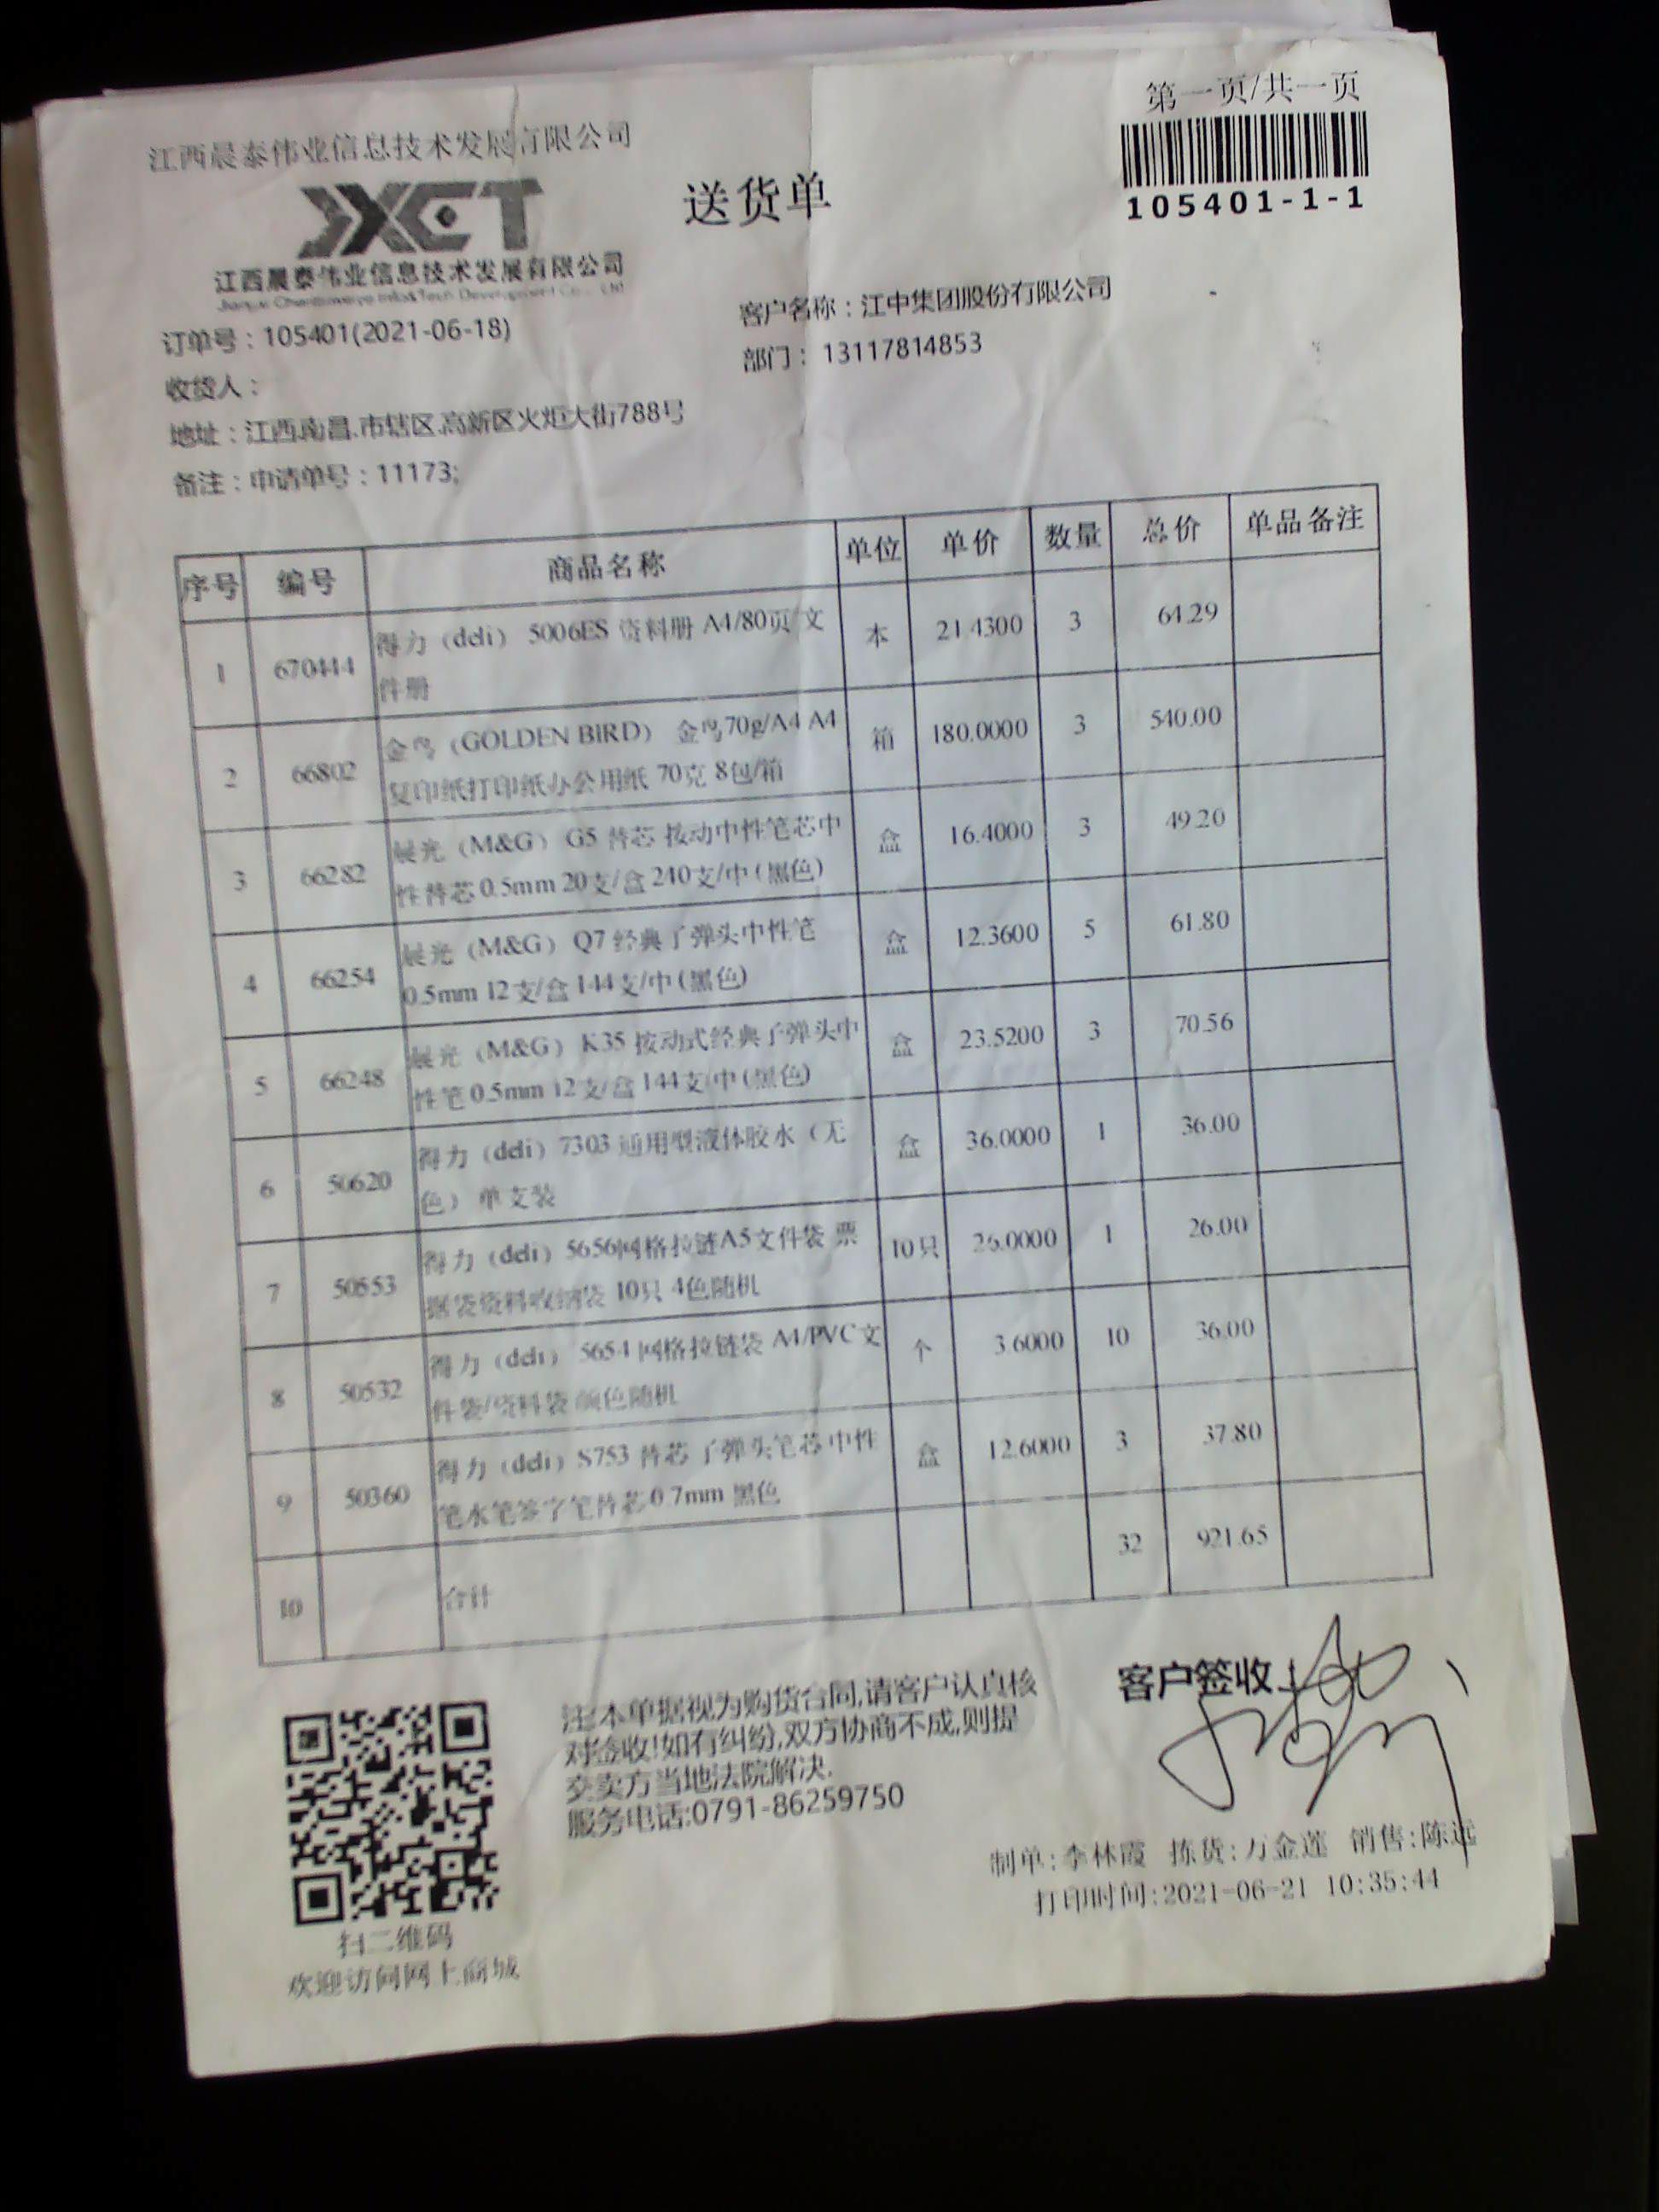 第一页/共一页
江西晨泰伟业信息技术发展有限公司
105401-1-1
JXCT
送货单
江西晨泰伟业信息技术发展有限公司
订单号：105401(2021-06-18)
客户名称：江中集团股份有限公司
收货人：
部门：13117814853
地址：江西.南昌.市辖区.高新区火炬大街788号
备注：申请单号：11173;
序号 编号 商品名称 单位 单价 数量 总价 单品备注
1 670444 得力（deli） 5006ES 资料册 A4/80页 文 本 21.4300 3 64.29
件册
2 66802 金鸟（GOLDEN BIRD） 金鸟70g/A4 A4 箱 180.0000 3 540.00
复印纸打印纸办公用纸 70克 8包/箱
3 66282 晨光（M&G） G5 替芯 按动中性笔芯中 盒 16.4000 3 49.20
性替芯 0.5mm 20支/盒 240支/中 (黑色)
4 66254 晨光（M&G） Q7 经典子弹头中性笔 盒 12.3600 5 61.80
0.5mm 12支/盒 144支/中 (黑色)
5 66248 晨光（M&G） K35 按动式经典子弹头中 盒 23.5200 3 70.56
性笔 0.5mm 12支/盒 144支/中 (黑色)
6 50620 得力（deli）7303 通用型液体胶水（无 盒 36.0000 1 36.00
色） 单支装
7 50553 得力（deli）5656网格拉链A5文件袋 票 10只 26.0000 1 26.00
据袋资料收纳袋 10只 4色随机
8 50532 得力（deli） 5654 网格拉链袋 A4/PVC文 个 3.6000 10 36.00
件袋/资料袋 颜色随机
9 50360 得力（deli）S753 替芯 子弹头笔芯 中性 盒 12.6000 3 37.80
笔水笔签字笔替芯 0.7mm 黑色
10 合计 32 921.65
客户签收
注:本单据视为购货合同,请客户认真核
对签收!如有纠纷,双方协商不成,则提
交卖方当地法院解决.
服务电话:0791-86259750
制单:李林霞 拣货:万金莲 销售:陈远
打印时间:2021-06-21 10:35:44
扫二维码
欢迎访问网上商城